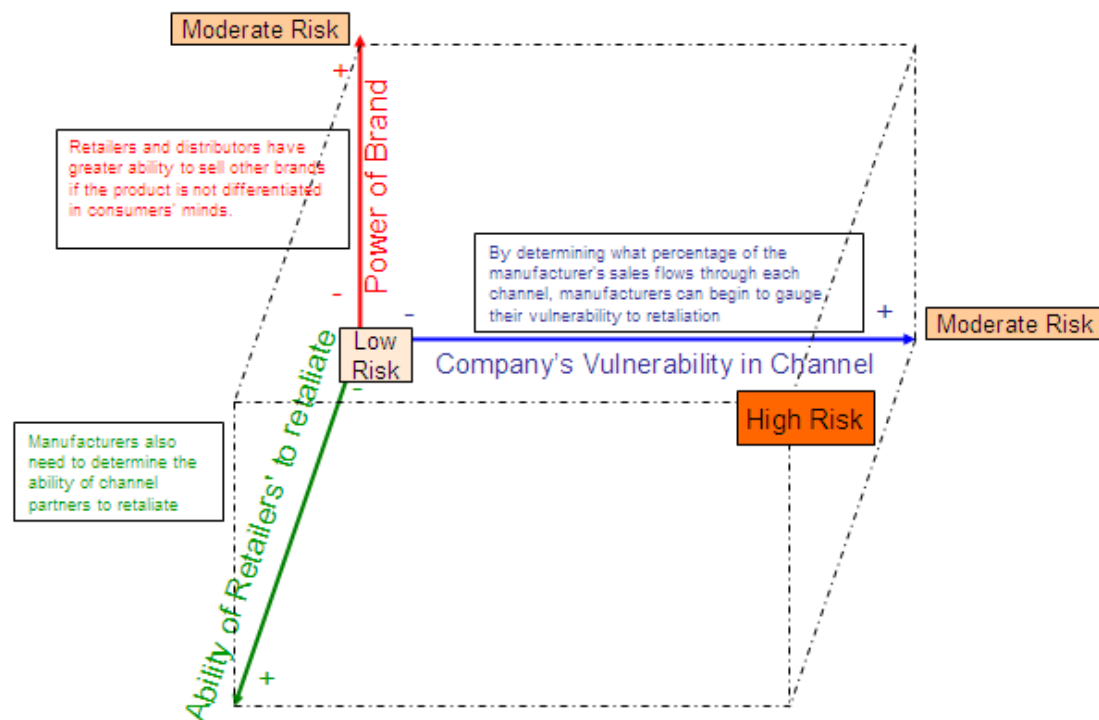 Moderate Risk
+
Power of Brand
Retailers and distributors have
greater ability to sell other brands
if the product is not differentiated
in consumers' minds.
-
By determining what percentage of the
manufacturer's sales flows through each
channel, manufacturers can begin to gauge
their vulnerability to retaliation
-
+
Moderate Risk
Low
Risk
Company's Vulnerability in Channel
-
High Risk
Manufacturers also
need to determine the
ability of channel
partners to retaliate
Ability of Retailers' to retaliate
+